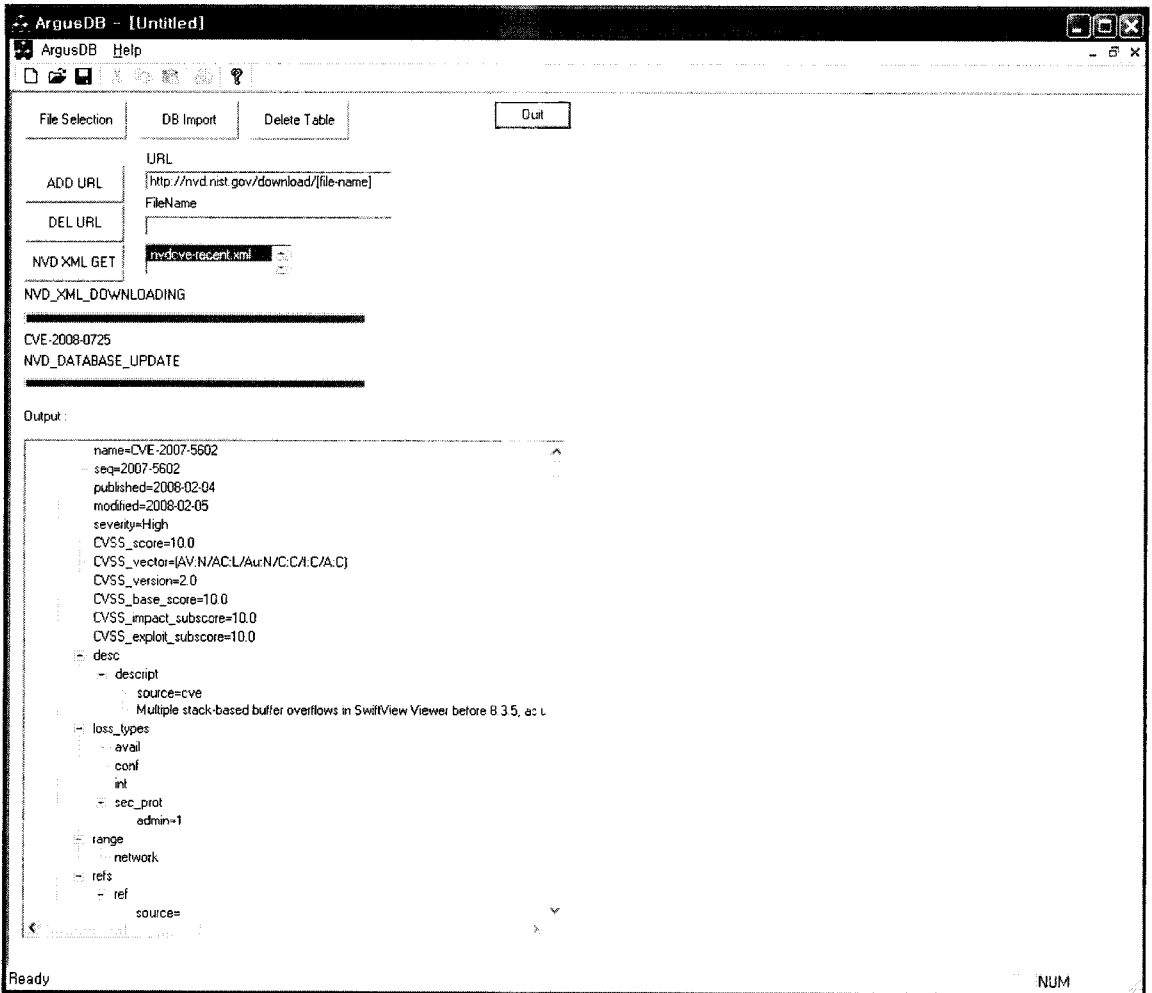 ArgusDB - [Untitled]
ArgusDB Help
File Selection DB Import Delete Table Quit
URL
ADD URL http://nvd.nist.gov/download/[file-name]
FileName
DEL URL
NVD XML GET nvdcve-recent.xml
NVD_XML_DOWNLOADING
CVE-2008-0725
NVD_DATABASE_UPDATE
Output :
name=CVE-2007-5602
seq=2007-5602
published=2008-02-04
modified=2008-02-05
severity=High
CVSS_score=10.0
CVSS_vector=(AV:N/AC:L/Au:N/C:C/I:C/A:C)
CVSS_version=2.0
CVSS_base_score=10.0
CVSS_impact_subscore=10.0
CVSS_exploit_subscore=10.0
desc
descript
source=cve
Multiple stack-based buffer overflows in SwiftView Viewer before 8.3.5, as u
loss_types
avail
conf
int
sec_prot
admin=1
range
network
refs
ref
source=
Ready NUM